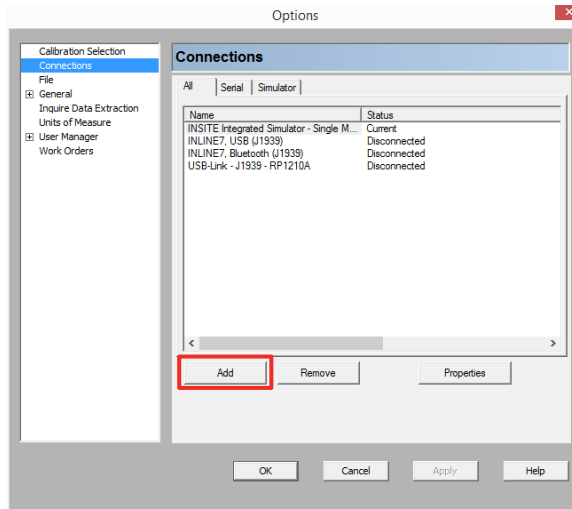 Options
Calibration Selection
Connections
File
General
Inquire Data Extraction
Units of Measure
User Manager
Work Orders
Connections
All Serial Simulator
Name Status
INSITE Integrated Simulator - Single M... Current
INLINE7, USB (J1939) Disconnected
INLINE7, Bluetooth (J1939) Disconnected
USB-Link - J1939 - RP1210A Disconnected
Add Remove Properties
OK Cancel Apply Help